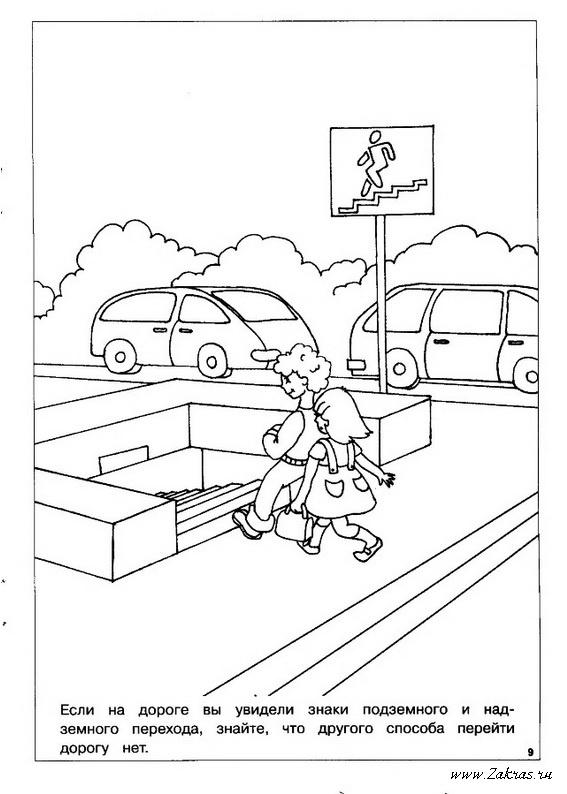 Если на дороге вы увидели знаки подземного и над-
земного перехода, знайте, что другого способа перейти
дорогу нет.
9
www.Zakras.ru